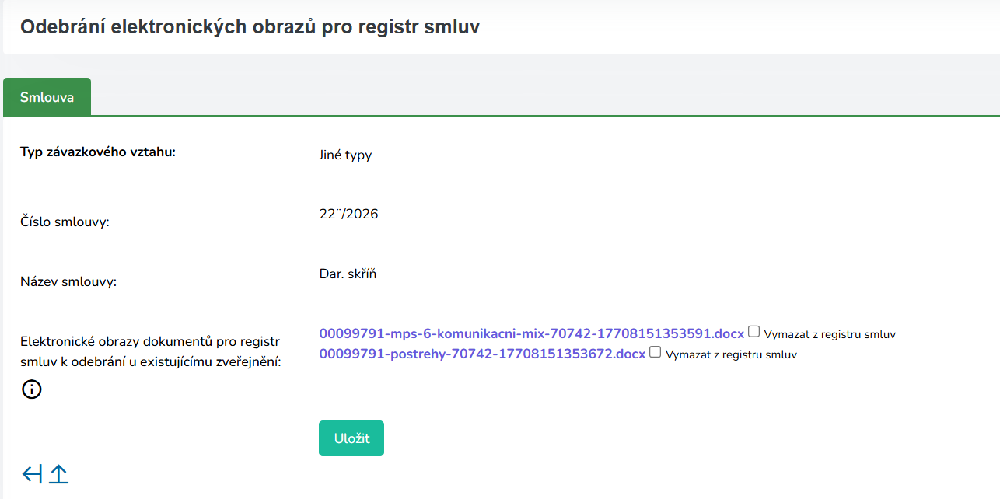 Odebrání elektronických obrazů pro registr smluv
Smlouva
Typ závazkového vztahu:
Jiné typy
Číslo smlouvy:
22¨/2026
Název smlouvy:
Dar. skříň
Elektronické obrazy dokumentů pro registr
smluv k odebrání u existujícímu zveřejnění:
00099791-mps-6-komunikacni-mix-70742-17708151353591.docx Vymazat z registru smluv
00099791-postrehy-70742-17708151353672.docx Vymazat z registru smluv
Uložit